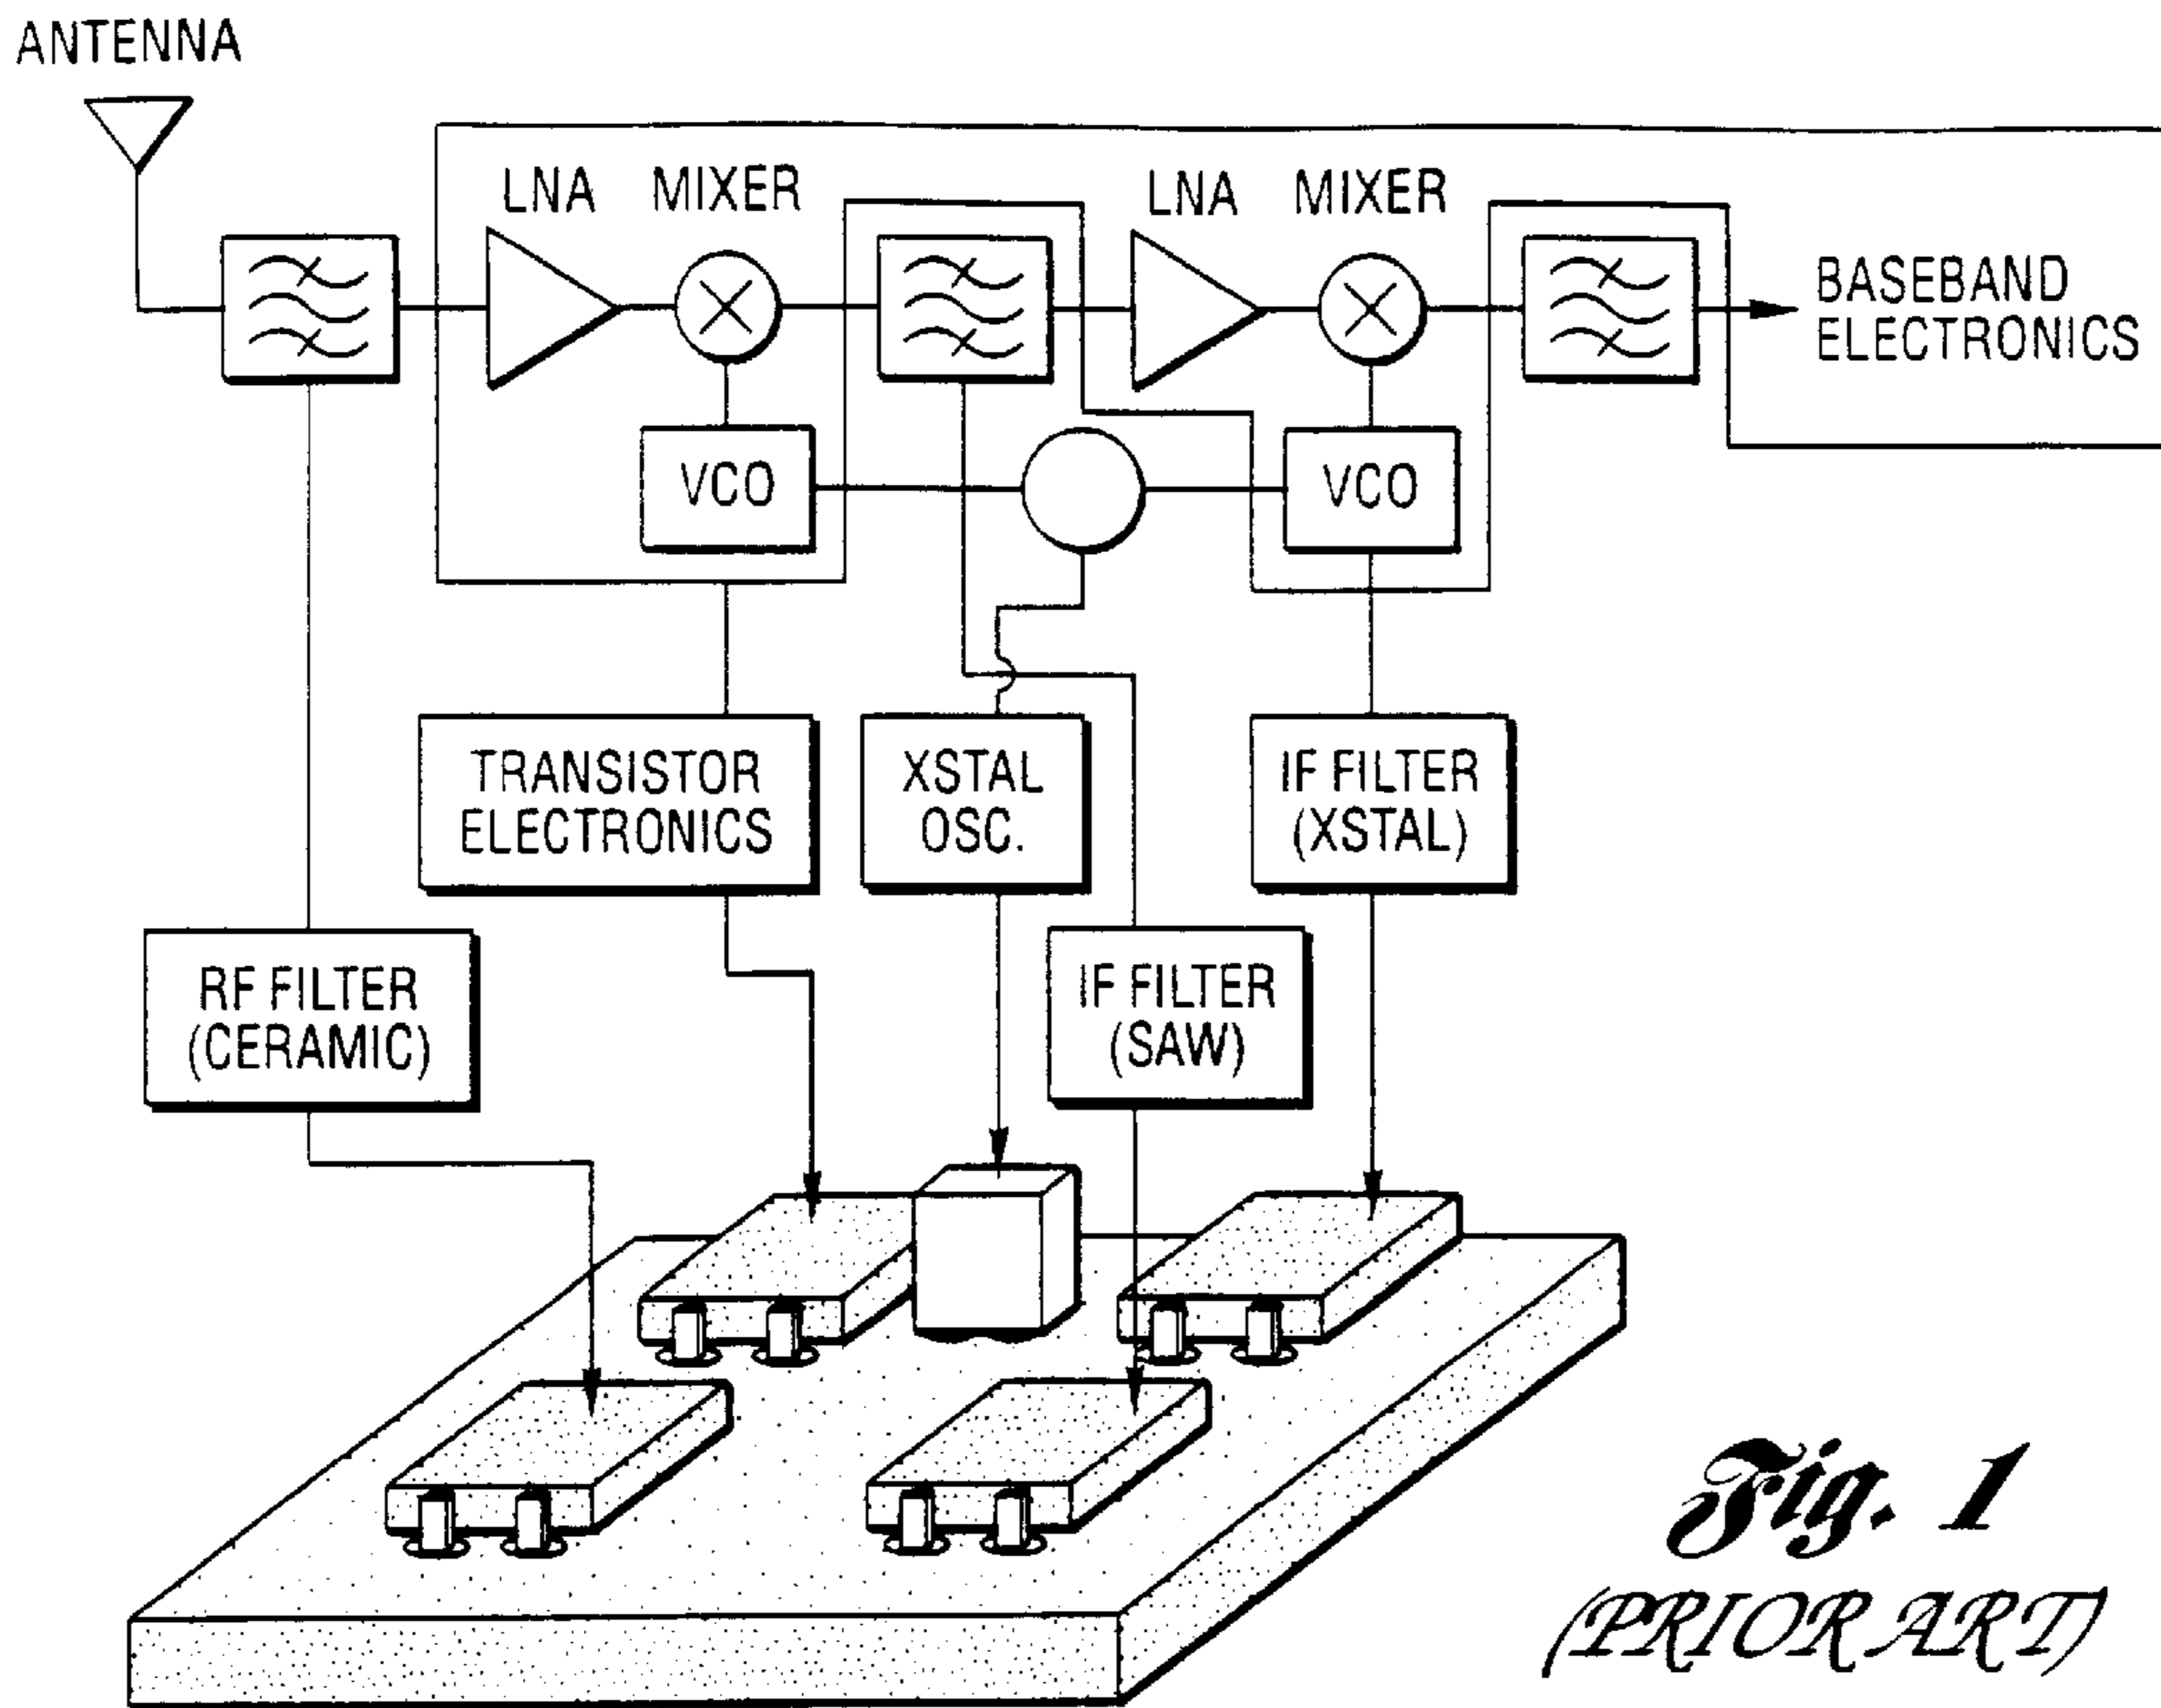 ANTENNA
LNA MIXER
LNA MIXER
BASEBAND
ELECTRONICS
VCO
VCO
TRANSISTOR
ELECTRONICS
XSTAL
OSC.
IF FILTER
(XSTAL)
RF FILTER
(CERAMIC)
IF FILTER
(SAW)
Fig. 1
(PRIOR ART)